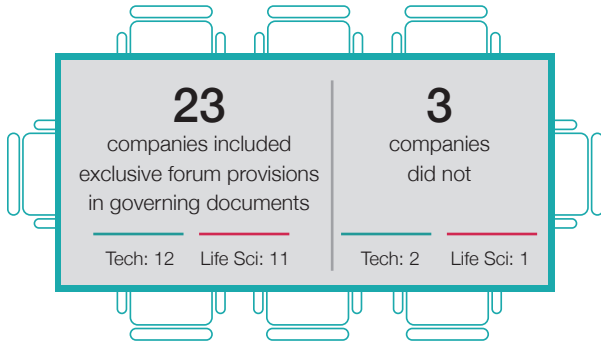 23
companies included
exclusive forum provisions
in governing documents
Tech: 12 Life Sci: 11
3
companies
did not
Tech: 2 Life Sci: 1